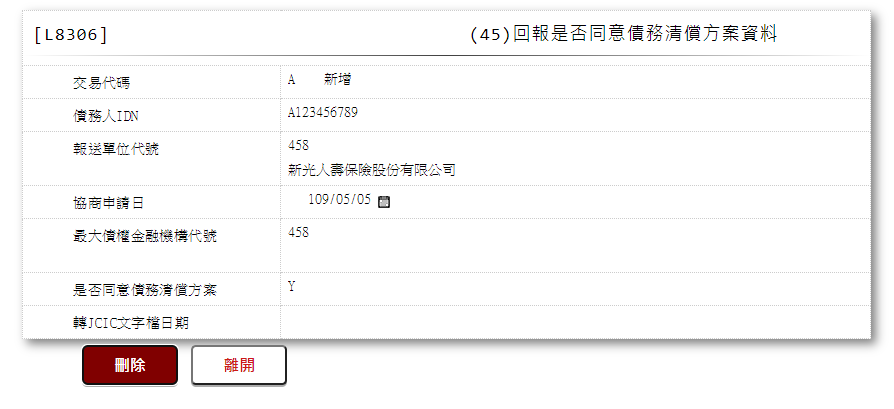 [L8306] (45)回報是否同意債務清償方案資料
交易代碼 A 新增
債務人IDN A123456789
報送單位代號 458
新光人壽保險股份有限公司
協商申請日 109/05/05
最大債權金融機構代號 458
是否同意債務清償方案 Y
轉JCIC文字檔日期
刪除 離開